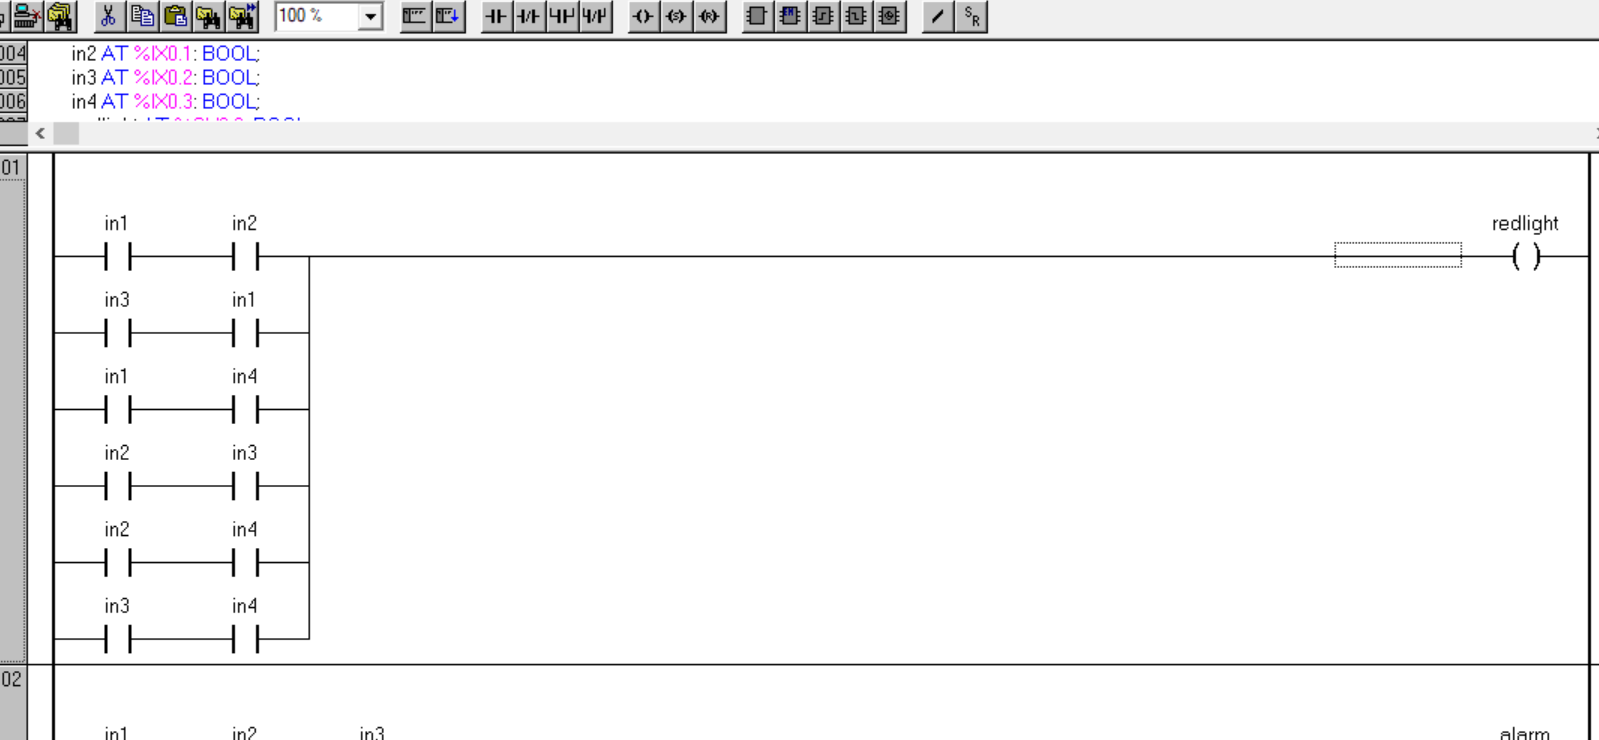 100 %
004 in2 AT %IX0.1: BOOL;
005 in3 AT %IX0.2: BOOL;
006 in4 AT %IX0.3: BOOL;
01
in1 in2 redlight
in3 in1
in1 in4
in2 in3
in2 in4
in3 in4
02
in1 in2 in3 alarm